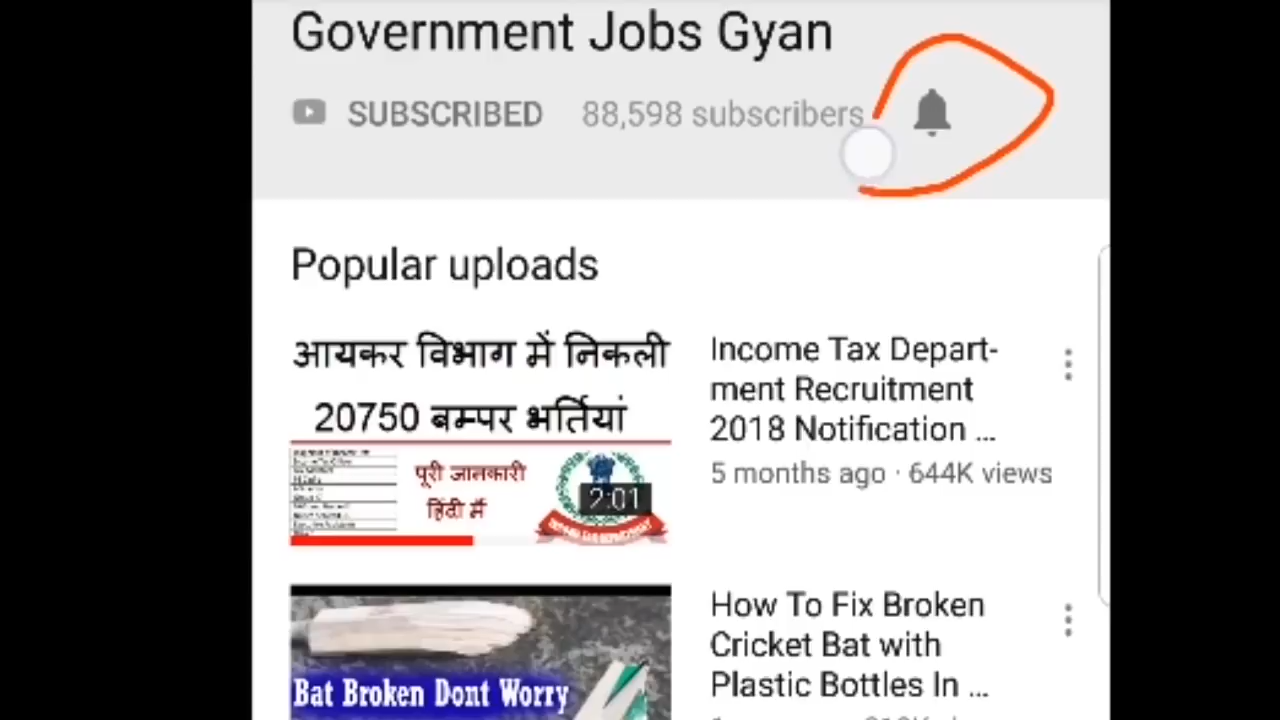 Government Jobs Gyan
SUBSCRIBED 88,598 subscribers
Popular uploads
आयकर विभाग में निकली
20750 बम्पर भर्तियां
पूरी जानकारी
हिंदी में
2:01
Income Tax Depart-
ment Recruitment
2018 Notification ...
5 months ago · 644K views
Bat Broken Dont Worry
How To Fix Broken
Cricket Bat with
Plastic Bottles In ...